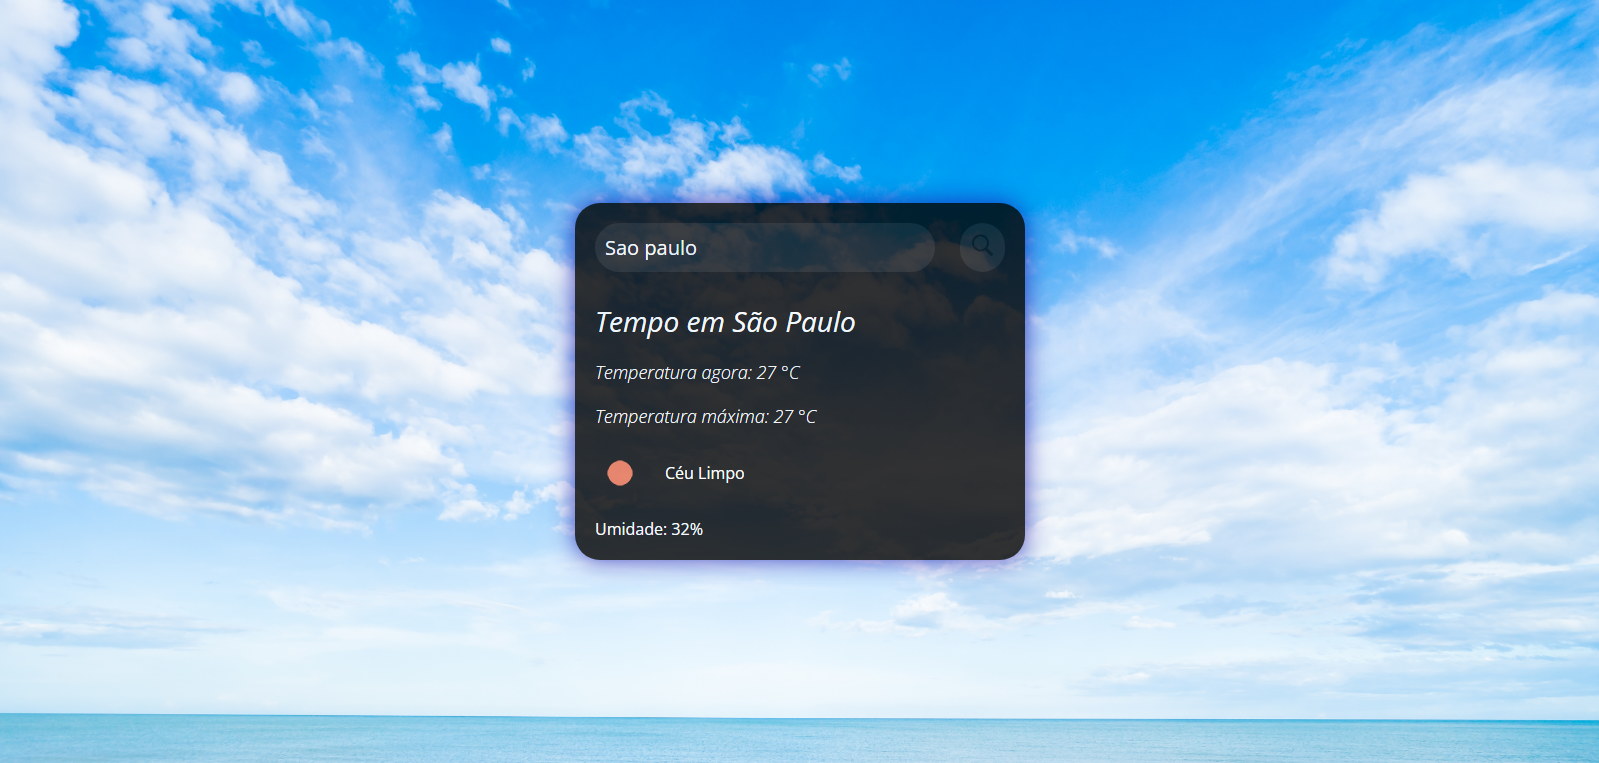 Sao paulo
Tempo em São Paulo
Temperatura agora: 27 °C
Temperatura máxima: 27 °C
Céu Limpo
Umidade: 32%